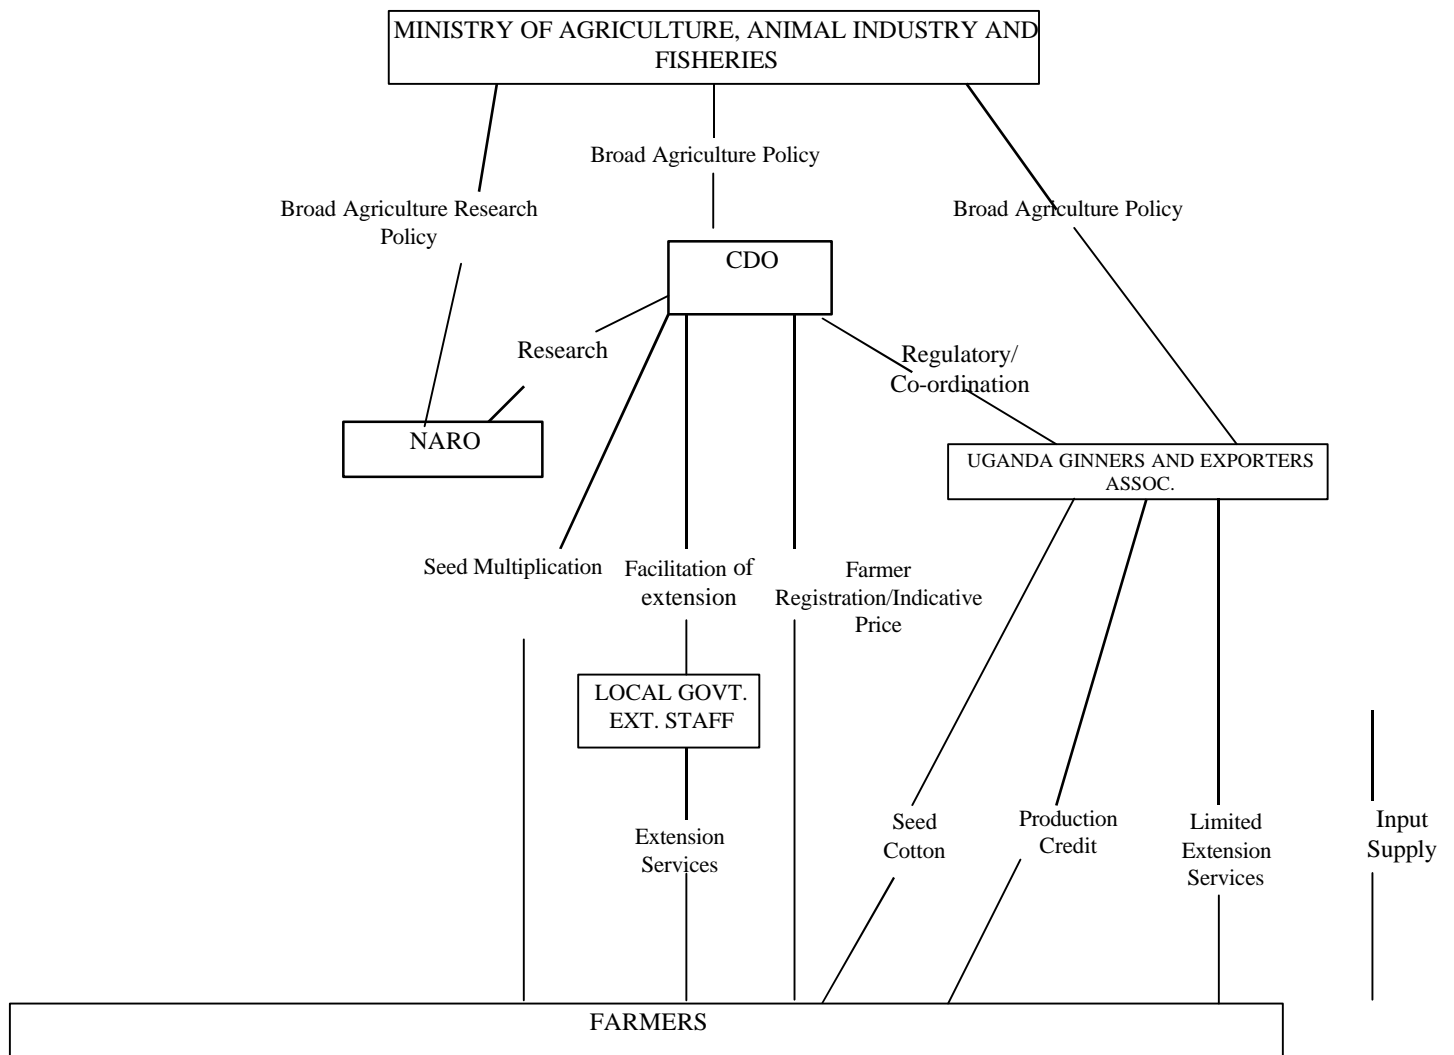 MINISTRY OF AGRICULTURE, ANIMAL INDUSTRY AND
FISHERIES
Broad Agriculture Policy
Broad Agriculture Research
Policy
Broad Agriculture Policy
CDO
Research
Regulatory/
Co-ordination
NARO
UGANDA GINNERS AND EXPORTERS
ASSOC.
Seed Multiplication
Facilitation of
extension
Farmer
Registration/Indicative
Price
LOCAL GOVT.
EXT. STAFF
Extension
Services
Seed
Cotton
Production
Credit
Limited
Extension
Services
Input
Supply
FARMERS